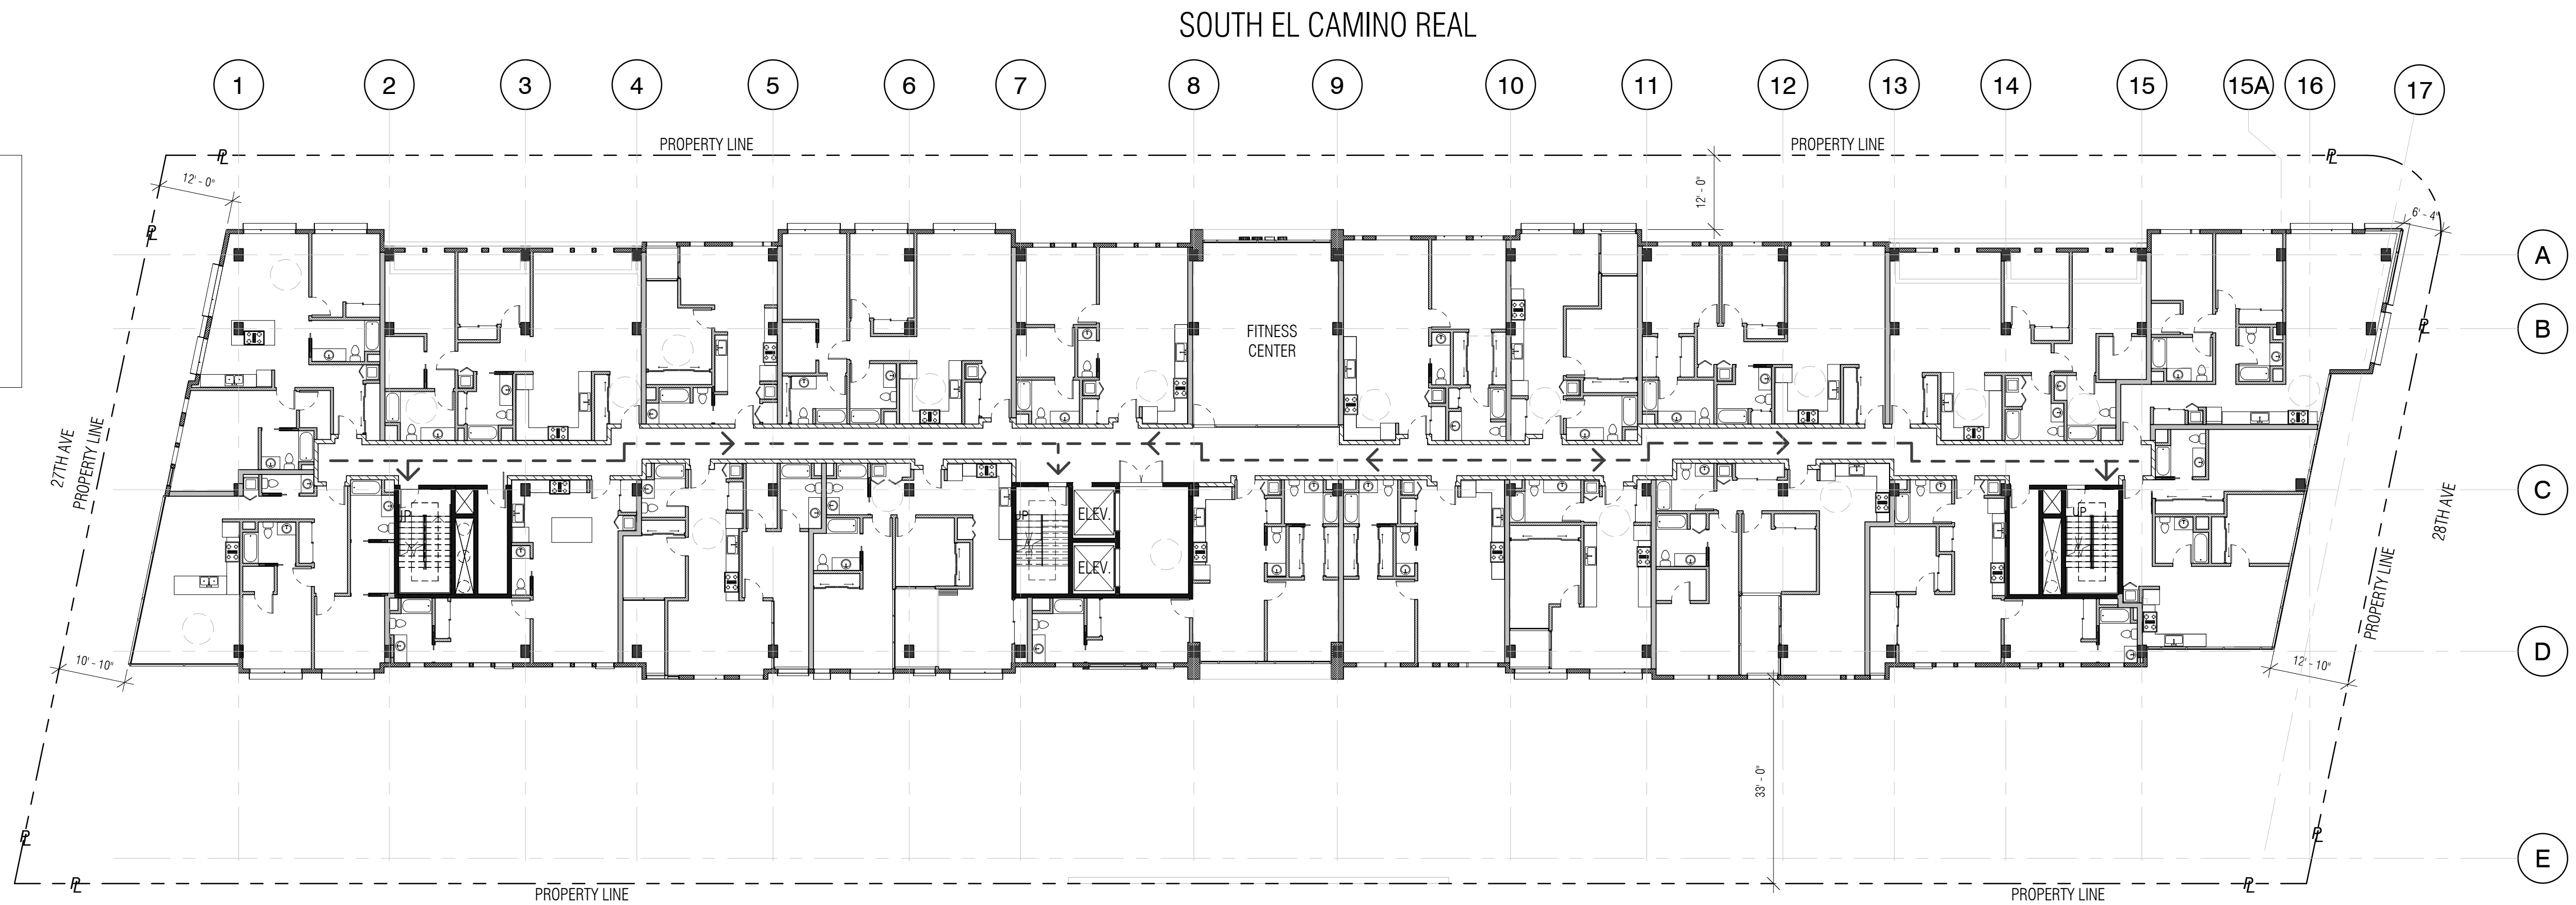 SOUTH EL CAMINO REAL
1
2
3
4
5
6
7
8
9
10
11
12
13
14
15
15A
16
17
PROPERTY LINE
PROPERTY LINE
PL
PL
12' - 0"
12' - 0"
6' - 4"
PL
A
FITNESS
CENTER
B
PL
27TH AVE
PROPERTY LINE
28TH AVE
PROPERTY LINE
C
UP
UP
ELEV.
ELEV.
UP
D
10' - 10"
12' - 10"
33' - 0"
PL
PL
E
PL
PROPERTY LINE
PROPERTY LINE
PL